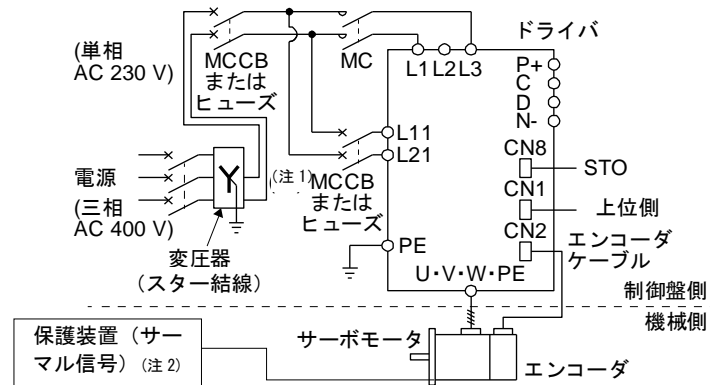 ドライバ
(単相
AC 230 V)
MCCB
または
ヒューズ
MC
L1 L2 L3
P+
C
D
N-
L11
L21
CN8
STO
電源
(三相
AC 400 V)
(注 1)
MCCB
または
ヒューズ
CN1
上位側
CN2
エンコーダ
ケーブル
変圧器
(スター結線)
PE
U・V・W・PE
制御盤側
機械側
保護装置 (サー
マル信号) (注 2)
サーボモータ
エンコーダ